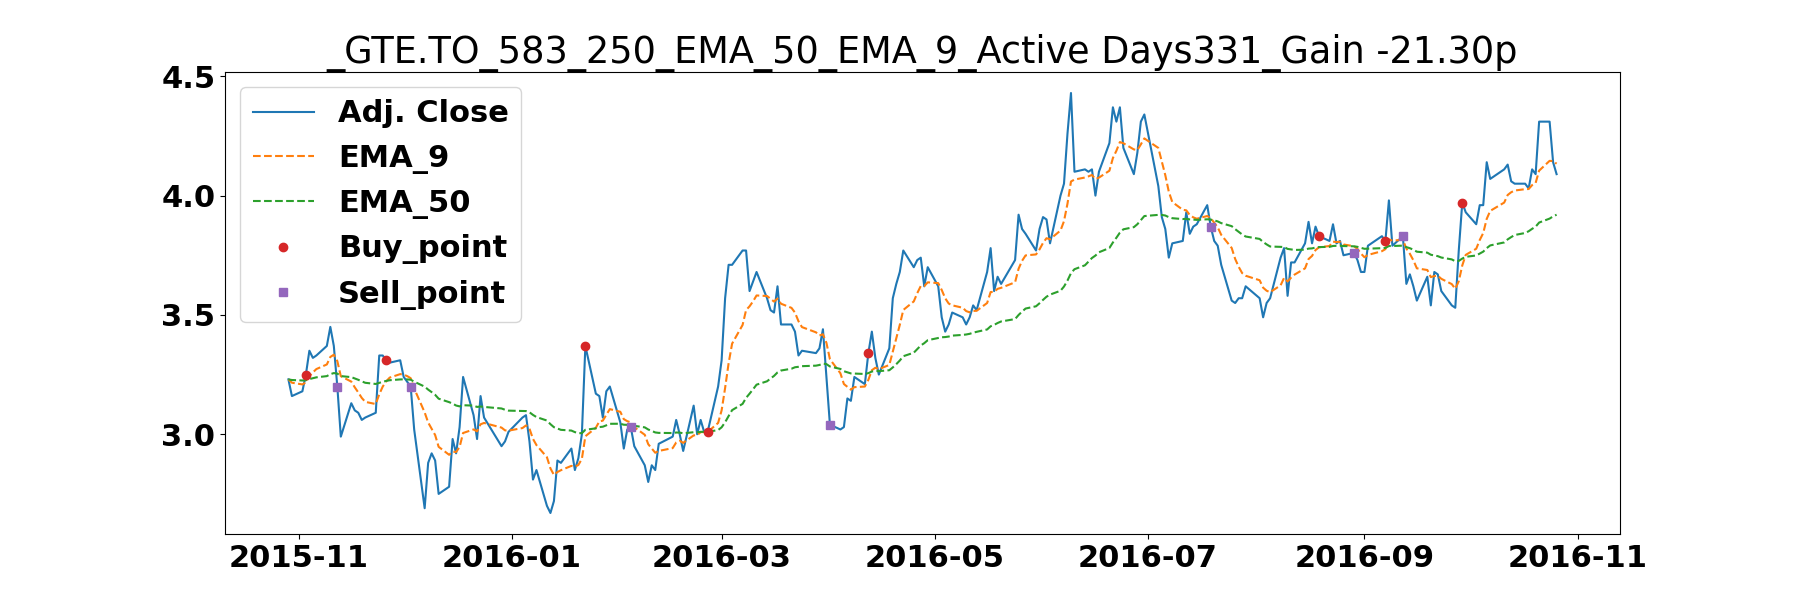 _GTE.TO_583_250_EMA_50_EMA_9_Active Days331_Gain -21.30p
4.5
4.0
3.5
3.0
Adj. Close
EMA_9
EMA_50
Buy_point
Sell_point
2015-11
2016-01
2016-03
2016-05
2016-07
2016-09
2016-11